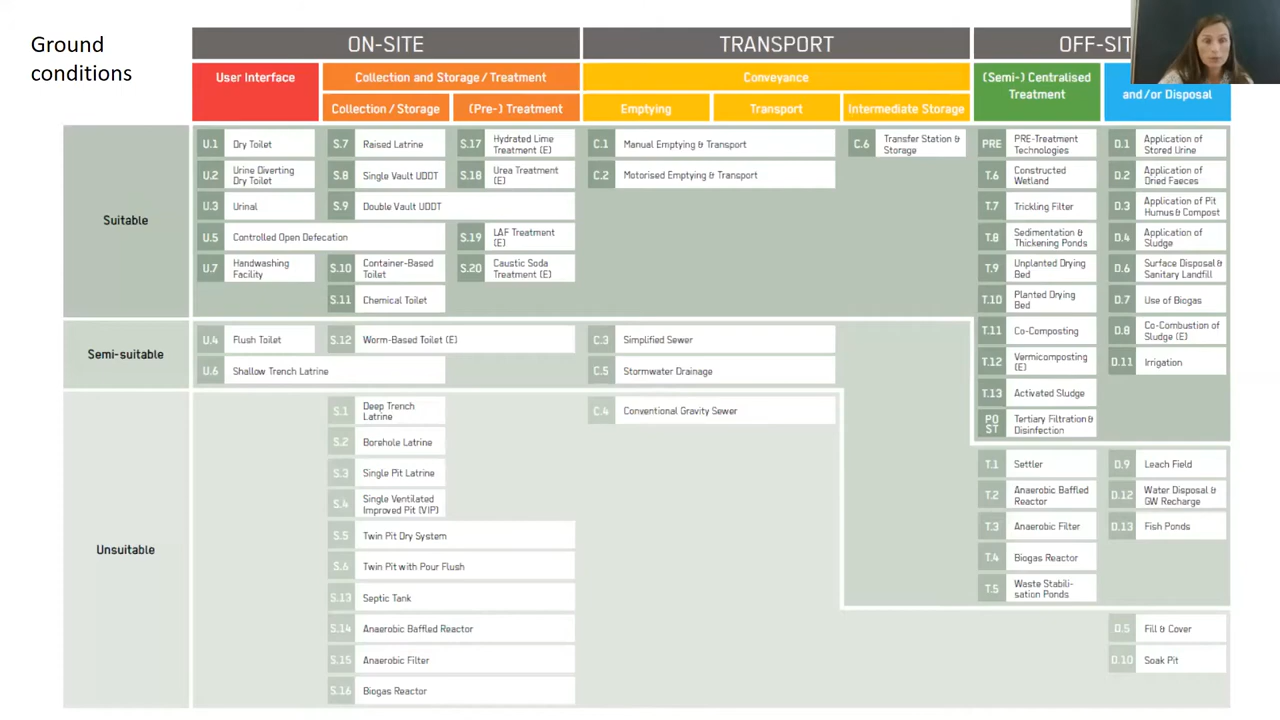 Ground
conditions
ON-SITE
TRANSPORT
OFF-SIT
User Interface
Collection and Storage / Treatment
Conveyance
(Semi-) Centralised
Treatment
and/or Disposal
Collection / Storage
(Pre-) Treatment
Emptying
Transport
Intermediate Storage
Suitable
U.1 Dry Toilet
U.2 Urine Diverting
Dry Toilet
U.3 Urinal
U.5 Controlled Open Defecation
U.7 Handwashing
Facility
S.7 Raised Latrine
S.8 Single Vault UDDT
S.9 Double Vault UDDT
S.10 Container-Based
Toilet
S.11 Chemical Toilet
S.17 Hydrated Lime
Treatment (E)
S.18 Urea Treatment
(E)
S.19 LAF Treatment
(E)
S.20 Caustic Soda
Treatment (E)
C.1 Manual Emptying & Transport
C.2 Motorised Emptying & Transport
C.6 Transfer Station &
Storage
PRE PRE-Treatment
Technologies
T.6 Constructed
Wetland
T.7 Trickling Filter
T.8 Sedimentation &
Thickening Ponds
T.9 Unplanted Drying
Bed
T.10 Planted Drying
Bed
T.11 Co-Composting
T.12 Vermicomposting
(E)
T.13 Activated Sludge
PO
ST Tertiary Filtration &
Disinfection
D.1 Application of
Stored Urine
D.2 Application of
Dried Faeces
D.3 Application of Pit
Humus & Compost
D.4 Application of
Sludge
D.6 Surface Disposal &
Sanitary Landfill
D.7 Use of Biogas
D.8 Co-Combustion of
Sludge (E)
D.11 Irrigation
Semi-suitable
U.4 Flush Toilet
U.6 Shallow Trench Latrine
S.12 Worm-Based Toilet (E)
C.3 Simplified Sewer
C.5 Stormwater Drainage
T.1 Settler
T.2 Anaerobic Baffled
Reactor
T.3 Anaerobic Filter
T.4 Biogas Reactor
T.5 Waste Stabili-
sation Ponds
D.9 Leach Field
D.12 Water Disposal &
GW Recharge
D.13 Fish Ponds
Unsuitable
S.1 Deep Trench
Latrine
S.2 Borehole Latrine
S.3 Single Pit Latrine
S.4 Single Ventilated
Improved Pit (VIP)
S.5 Twin Pit Dry System
S.6 Twin Pit with Pour Flush
S.13 Septic Tank
S.14 Anaerobic Baffled Reactor
S.15 Anaerobic Filter
S.16 Biogas Reactor
C.4 Conventional Gravity Sewer
D.5 Fill & Cover
D.10 Soak Pit